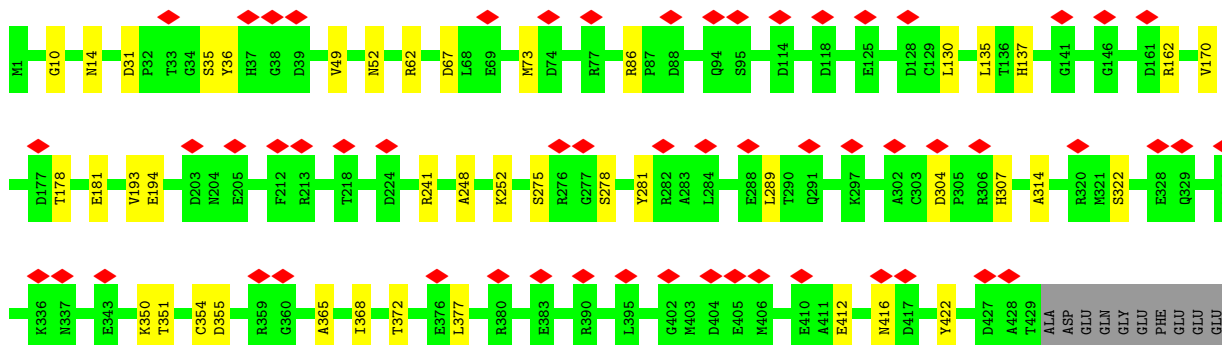 M1 G10 N14 D31 P32 T33 G34 S35 Y36 H37 G38 D39 V49 N52 R62 D67 L68 E69 M73 D74 R77 R86 P87 D88 Q94 S95 D114 D118 E125 D128 C129 L130 L135 T136 H137 G141 G146 D161 R162 V170
D177 T178 E181 V193 E194 D203 N204 E205 F212 R213 T218 D224 R241 A248 K252 S275 R276 G277 S278 Y281 R282 A283 L284 E288 L289 T290 Q291 K297 A302 C303 D304 P305 R306 H307 A314 R320 M321 S322 E328 Q329
K336 N337 E343 K350 T351 C354 D355 R359 G360 A365 I368 T372 E376 L377 R380 E383 R390 L395 G402 M403 D404 E405 M406 E410 A411 E412 N416 D417 Y422 D427 A428 T429 ALA ASP GLU GLN GLY GLU PHE GLU GLU GLU